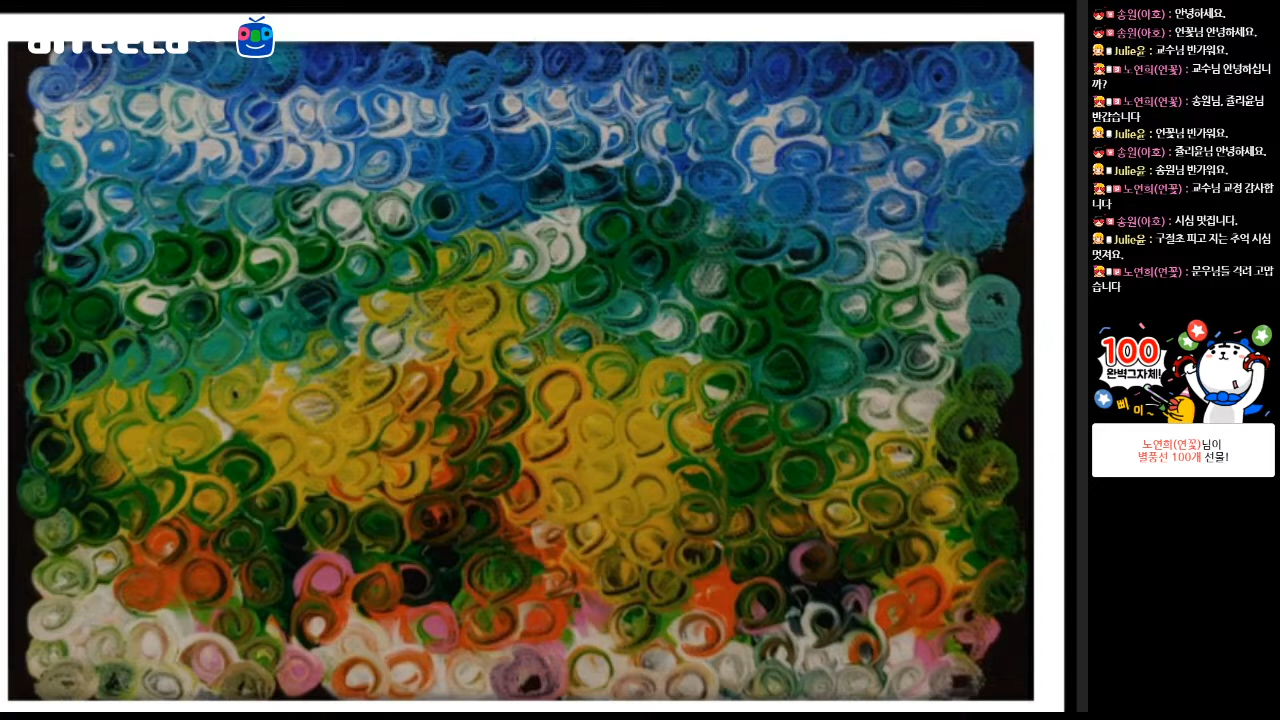 afreeca
송원(아호) : 안녕하세요.
송원(아호) : 연꽃님 안녕하세요.
Julie윤 : 교수님 반가워요.
노연희(연꽃) : 교수님 안녕하십니
까?
노연희(연꽃) : 송원님, 쥴리윤님
반갑습니다
Julie윤 : 연꽃님 반가워요.
송원(아호) : 쥴리윤님 안녕하세요.
Julie윤 : 송원님 반가워요.
노연희(연꽃) : 교수님 교정 감사합
니다
송원(아호) : 시심 멋집니다.
Julie윤 : 구절초 피고 지는 추억 시심
멋져요.
노연희(연꽃) : 문우님들 격려 고맙
습니다
100
완벽그자체!
삐 미~
노연희(연꽃)님이
별풍선 100개 선물!